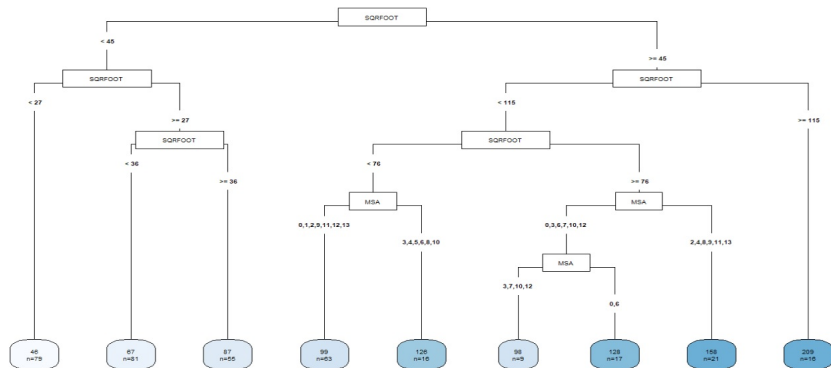 SQRFOOT
< 45
>= 45
SQRFOOT
SQRFOOT
< 27
>= 27
< 115
>= 115
SQRFOOT
SQRFOOT
< 36
>= 36
< 76
>= 76
MSA
MSA
0,1,2,9,11,12,13
3,4,5,6,8,10
0,3,6,7,10,12
2,4,8,9,11,13
MSA
3,7,10,12
0,6
46
n=79
67
n=81
87
n=55
99
n=63
126
n=16
98
n=9
128
n=17
158
n=21
209
n=16